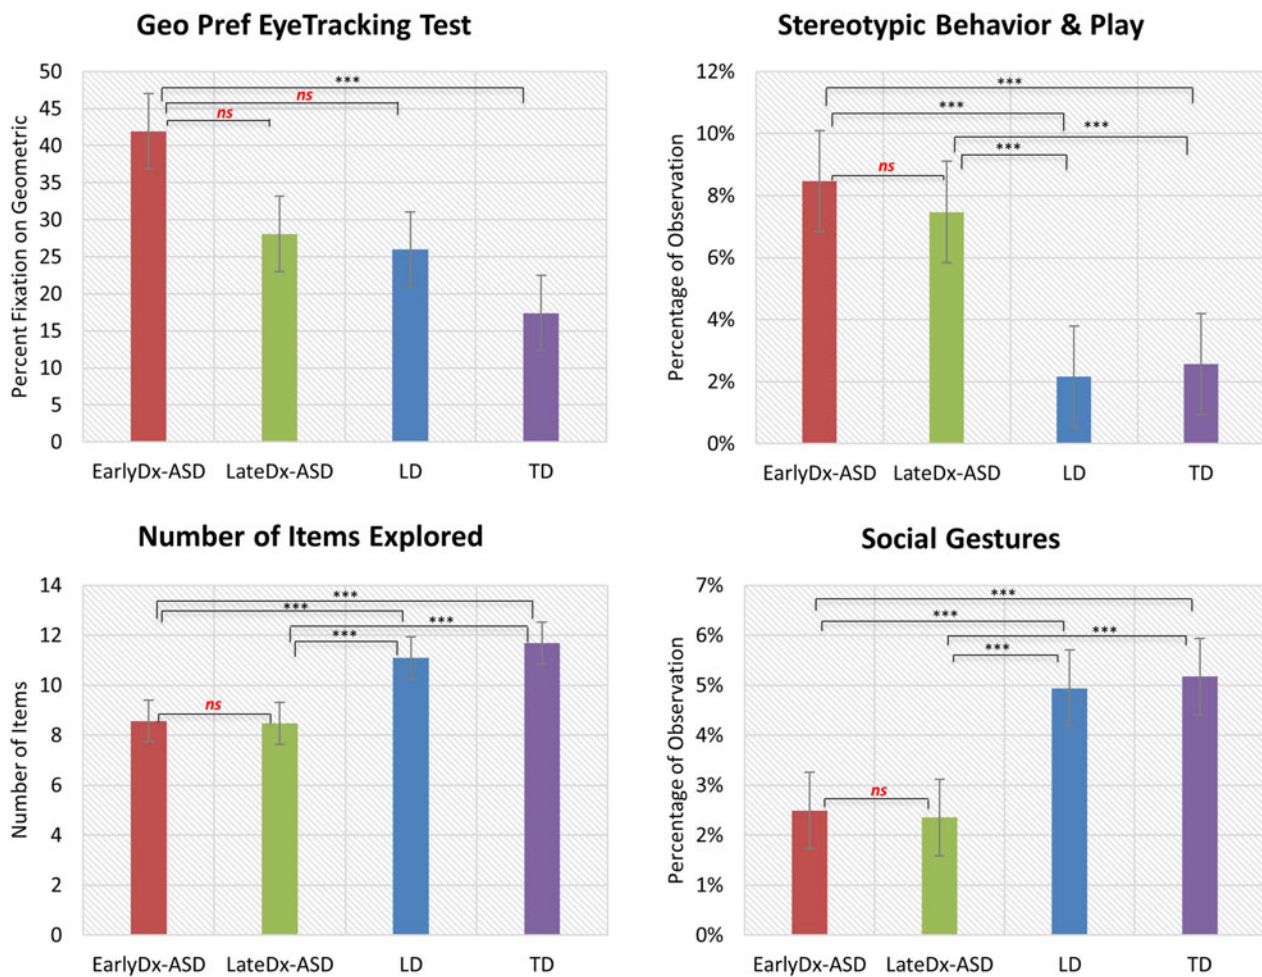 Geo Pref EyeTracking Test
Percent Fixation on Geometric
50
45
40
35
30
25
20
15
10
5
0
***
ns
ns
EarlyDx-ASD LateDx-ASD LD TD
Stereotypic Behavior & Play
Percentage of Observation
12%
10%
8%
6%
4%
2%
0%
***
***
***
***
ns
EarlyDx-ASD LateDx-ASD LD TD
Number of Items Explored
Number of Items
14
12
10
8
6
4
2
0
***
***
***
***
ns
EarlyDx-ASD LateDx-ASD LD TD
Social Gestures
Percentage of Observation
7%
6%
5%
4%
3%
2%
1%
0%
***
***
***
***
ns
EarlyDx-ASD LateDx-ASD LD TD